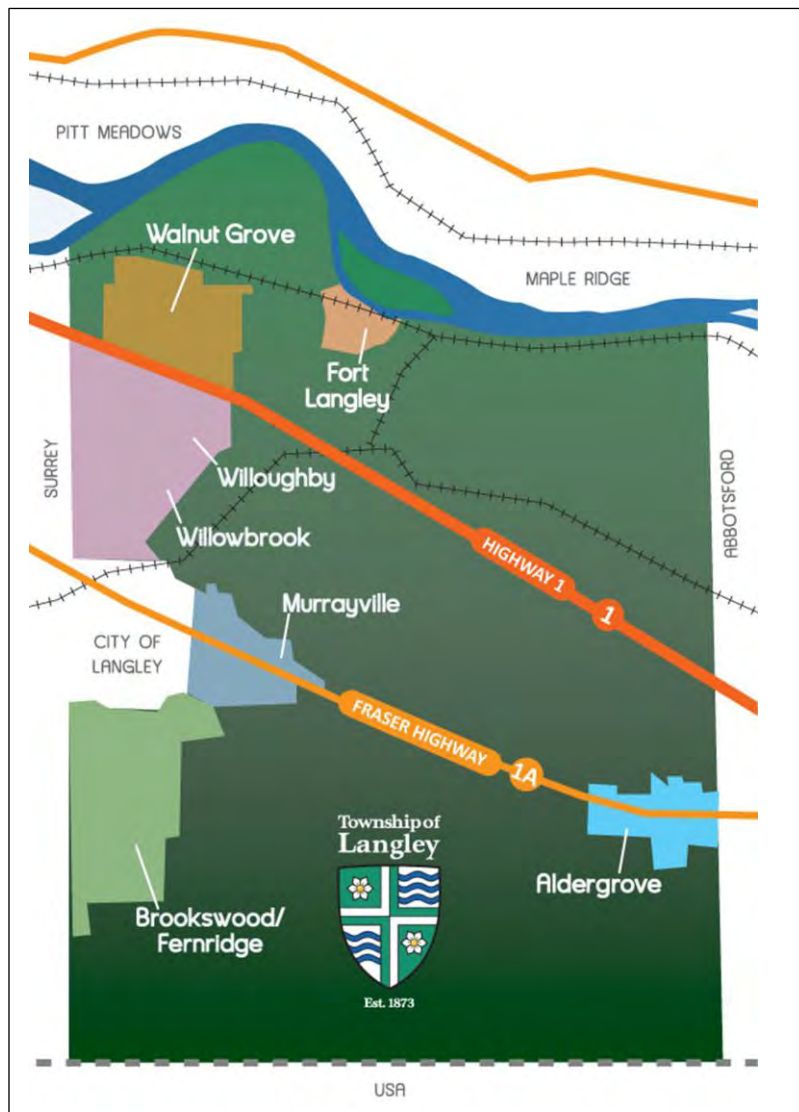 PITT MEADOWS
Walnut Grove
MAPLE RIDGE
Fort
Langley
SURREY
Willoughby
ABBOTSFORD
Willowbrook
HIGHWAY 1
1
Murrayville
CITY OF
LANGLEY
FRASER HIGHWAY
1A
Township of
Langley
Aldergrove
Brookswood/
Fernridge
Est. 1873
USA